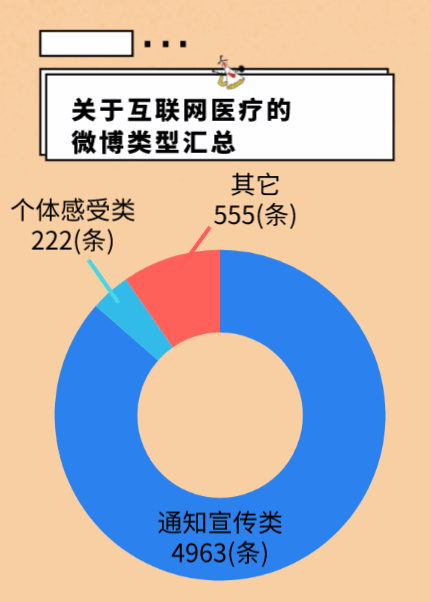 关于互联网医疗的
微博类型汇总
其它
555(条)
个体感受类
222(条)
通知宣传类
4963(条)